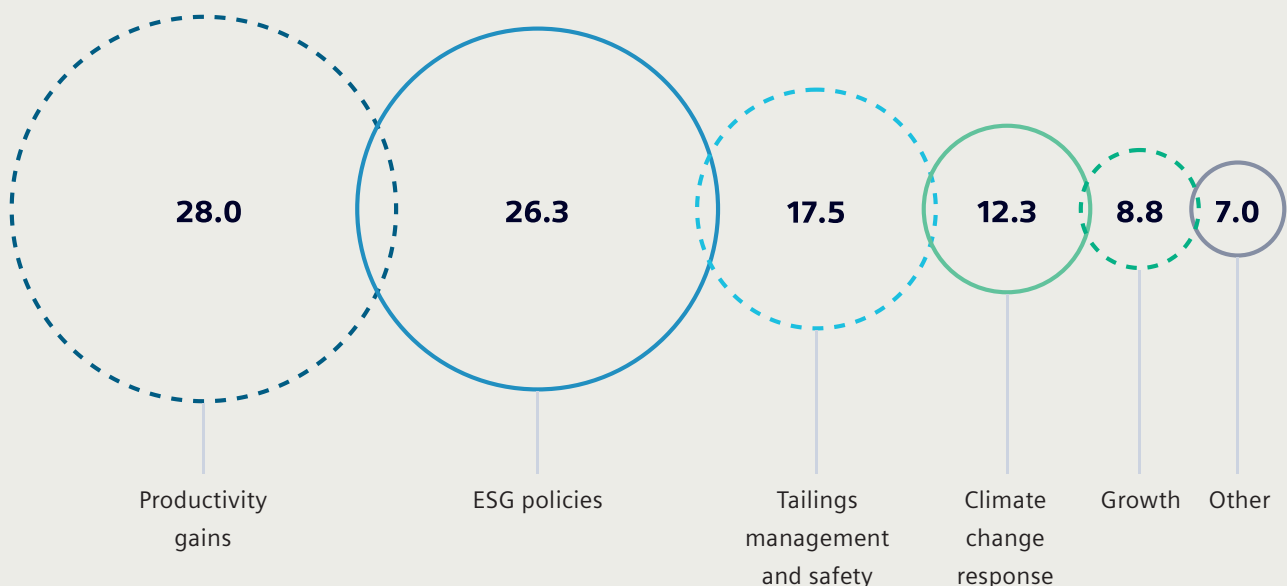 28.0
26.3
17.5
12.3
8.8
7.0
Productivity
gains
ESG policies
Tailings
management
and safety
Climate
change
response
Growth
Other